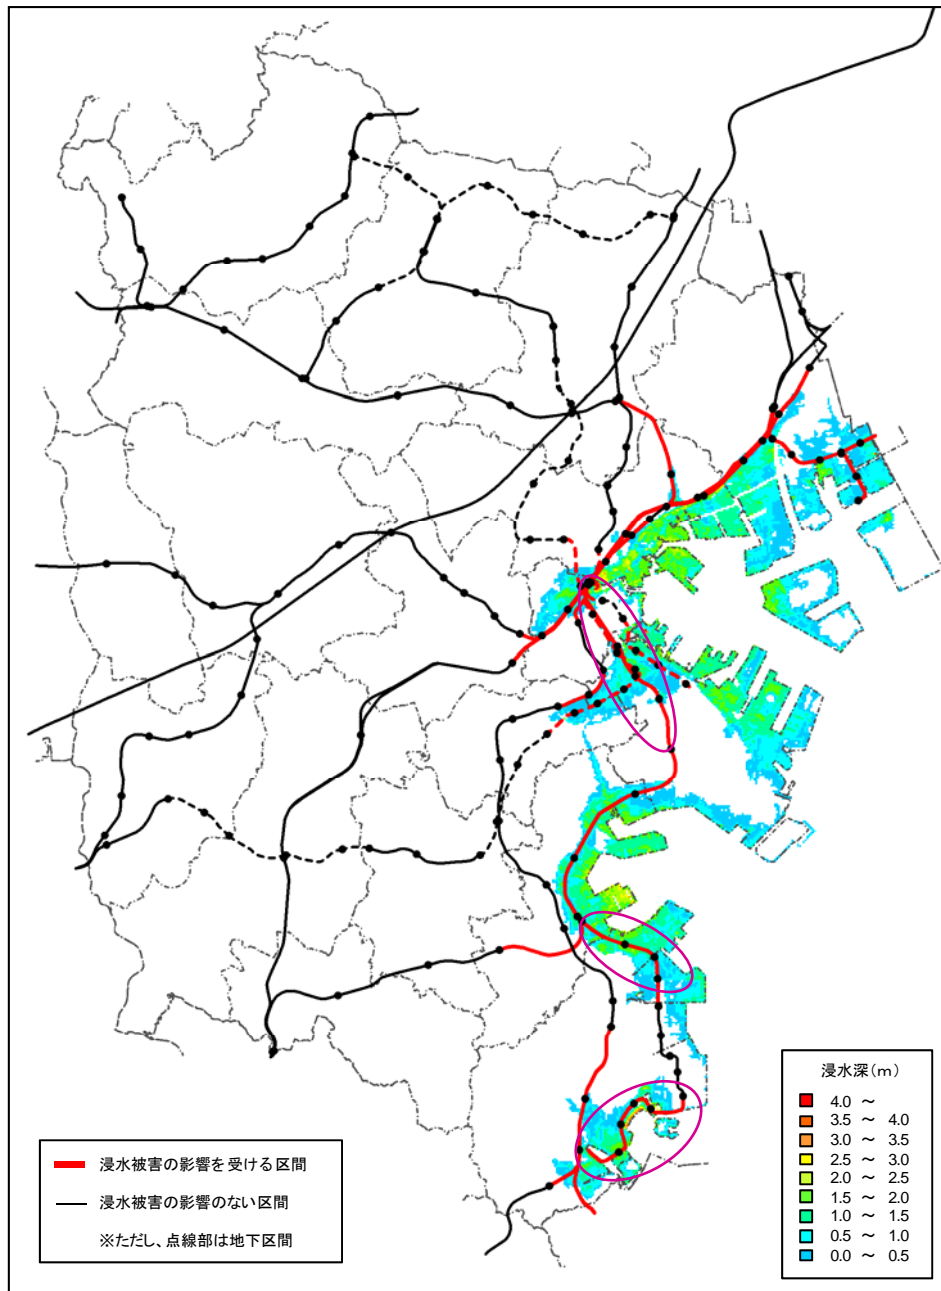 浸水被害の影響を受ける区間
浸水被害の影響のない区間
※ただし、点線部は地下区間
浸水深(m)
4.0 ～
3.5 ～ 4.0
3.0 ～ 3.5
2.5 ～ 3.0
2.0 ～ 2.5
1.5 ～ 2.0
1.0 ～ 1.5
0.5 ～ 1.0
0.0 ～ 0.5